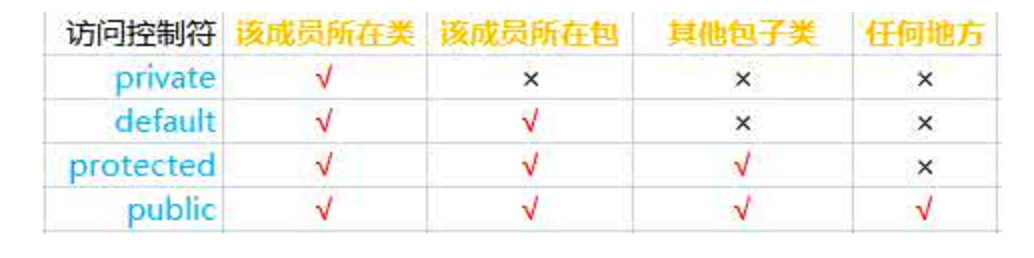 访问控制符 该成员所在类 该成员所在包 其他包子类 任何地方
private √ × × ×
default √ √ × ×
protected √ √ √ ×
public √ √ √ √